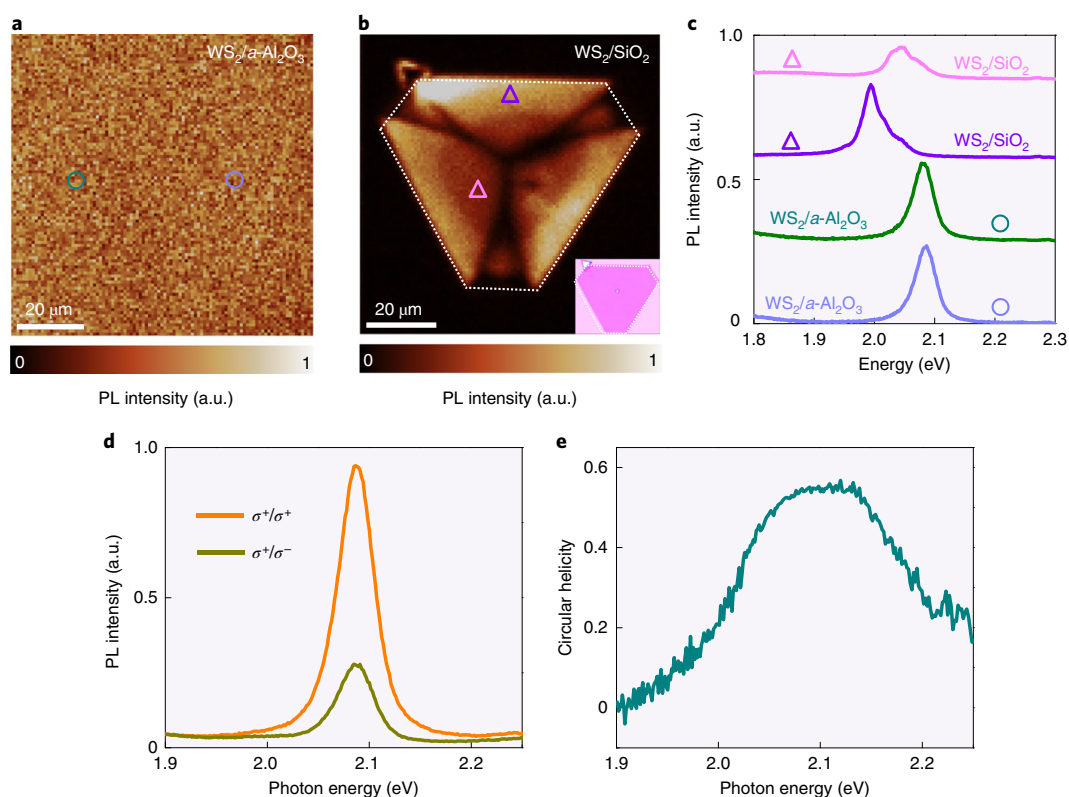 a
WS2/a-Al2O3
20 μm
0 1
PL intensity (a.u.)
b
WS2/SiO2
20 μm
0 1
PL intensity (a.u.)
c
1.0
0.5
0
PL intensity (a.u.)
WS2/SiO2
WS2/SiO2
WS2/a-Al2O3
WS2/a-Al2O3
1.8 1.9 2.0 2.1 2.2 2.3
Energy (eV)
d
1.0
0.5
0
PL intensity (a.u.)
σ+/σ+
σ+/σ−
1.9 2.0 2.1 2.2
Photon energy (eV)
e
0.6
0.4
0.2
0
Circular helicity
1.9 2.0 2.1 2.2
Photon energy (eV)